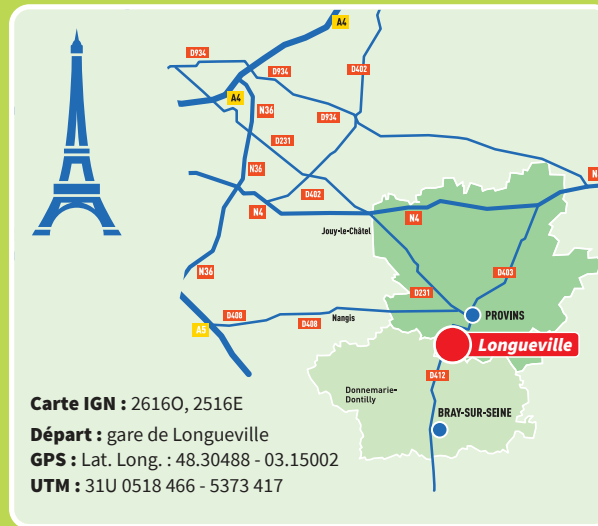 A4
D934
D934
D402
A4
N36
D934
D231
N36
D402
N4
N4
Jouy-le-Châtel
N36
D403
D231
D408
D408
Nangis
A5
PROVINS
Longueville
D412
Donnemarie-
Dontilly
BRAY-SUR-SEINE
Carte IGN : 2616O, 2516E
Départ : gare de Longueville
GPS : Lat. Long. : 48.30488 - 03.15002
UTM : 31U 0518 466 - 5373 417